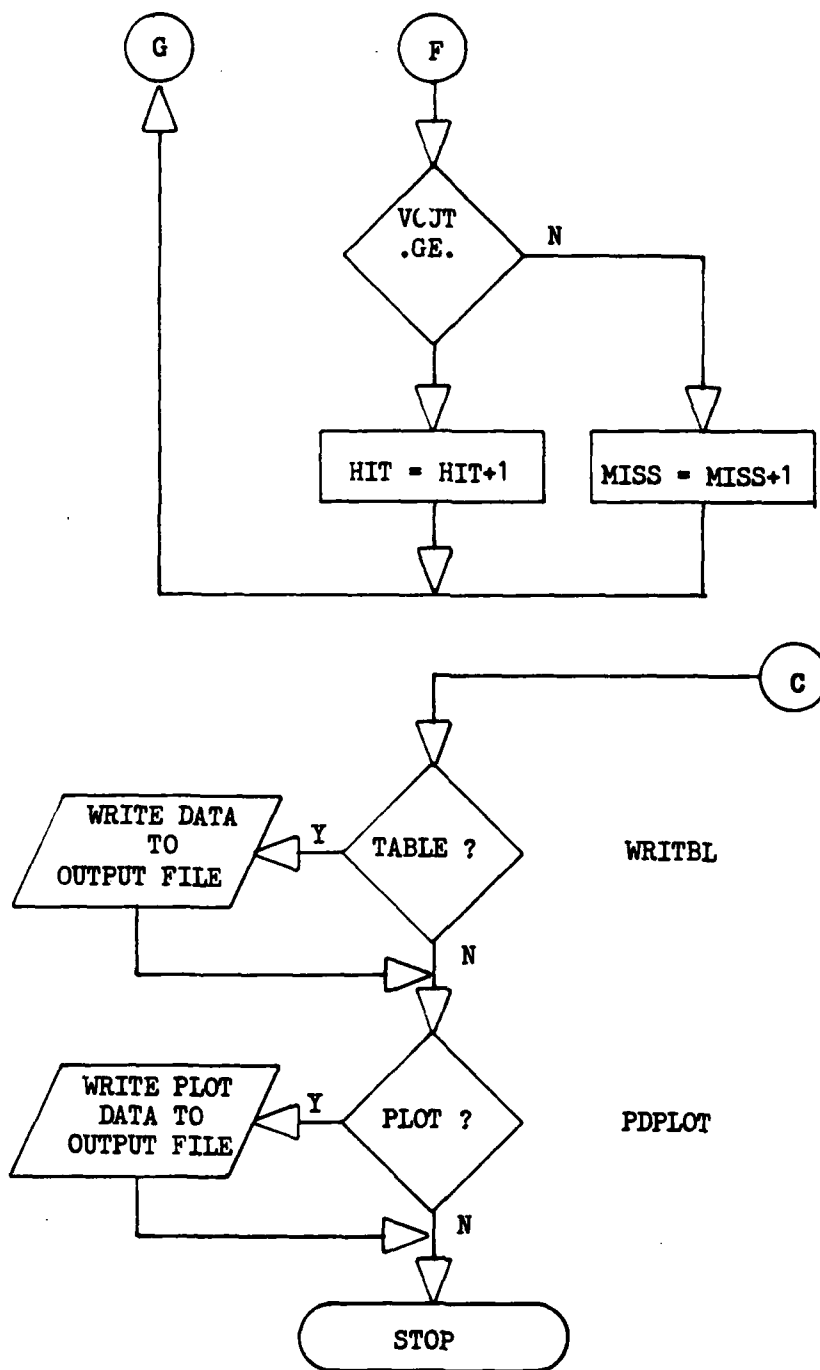 G
F
.GE.
N
HIT = HIT+1
MISS = MISS+1
C
WRITE DATA
TO
OUTPUT FILE
Y
TABLE ?
WRITBL
N
WRITE PLOT
DATA TO
OUTPUT FILE
Y
PLOT ?
PDPLOT
N
STOP